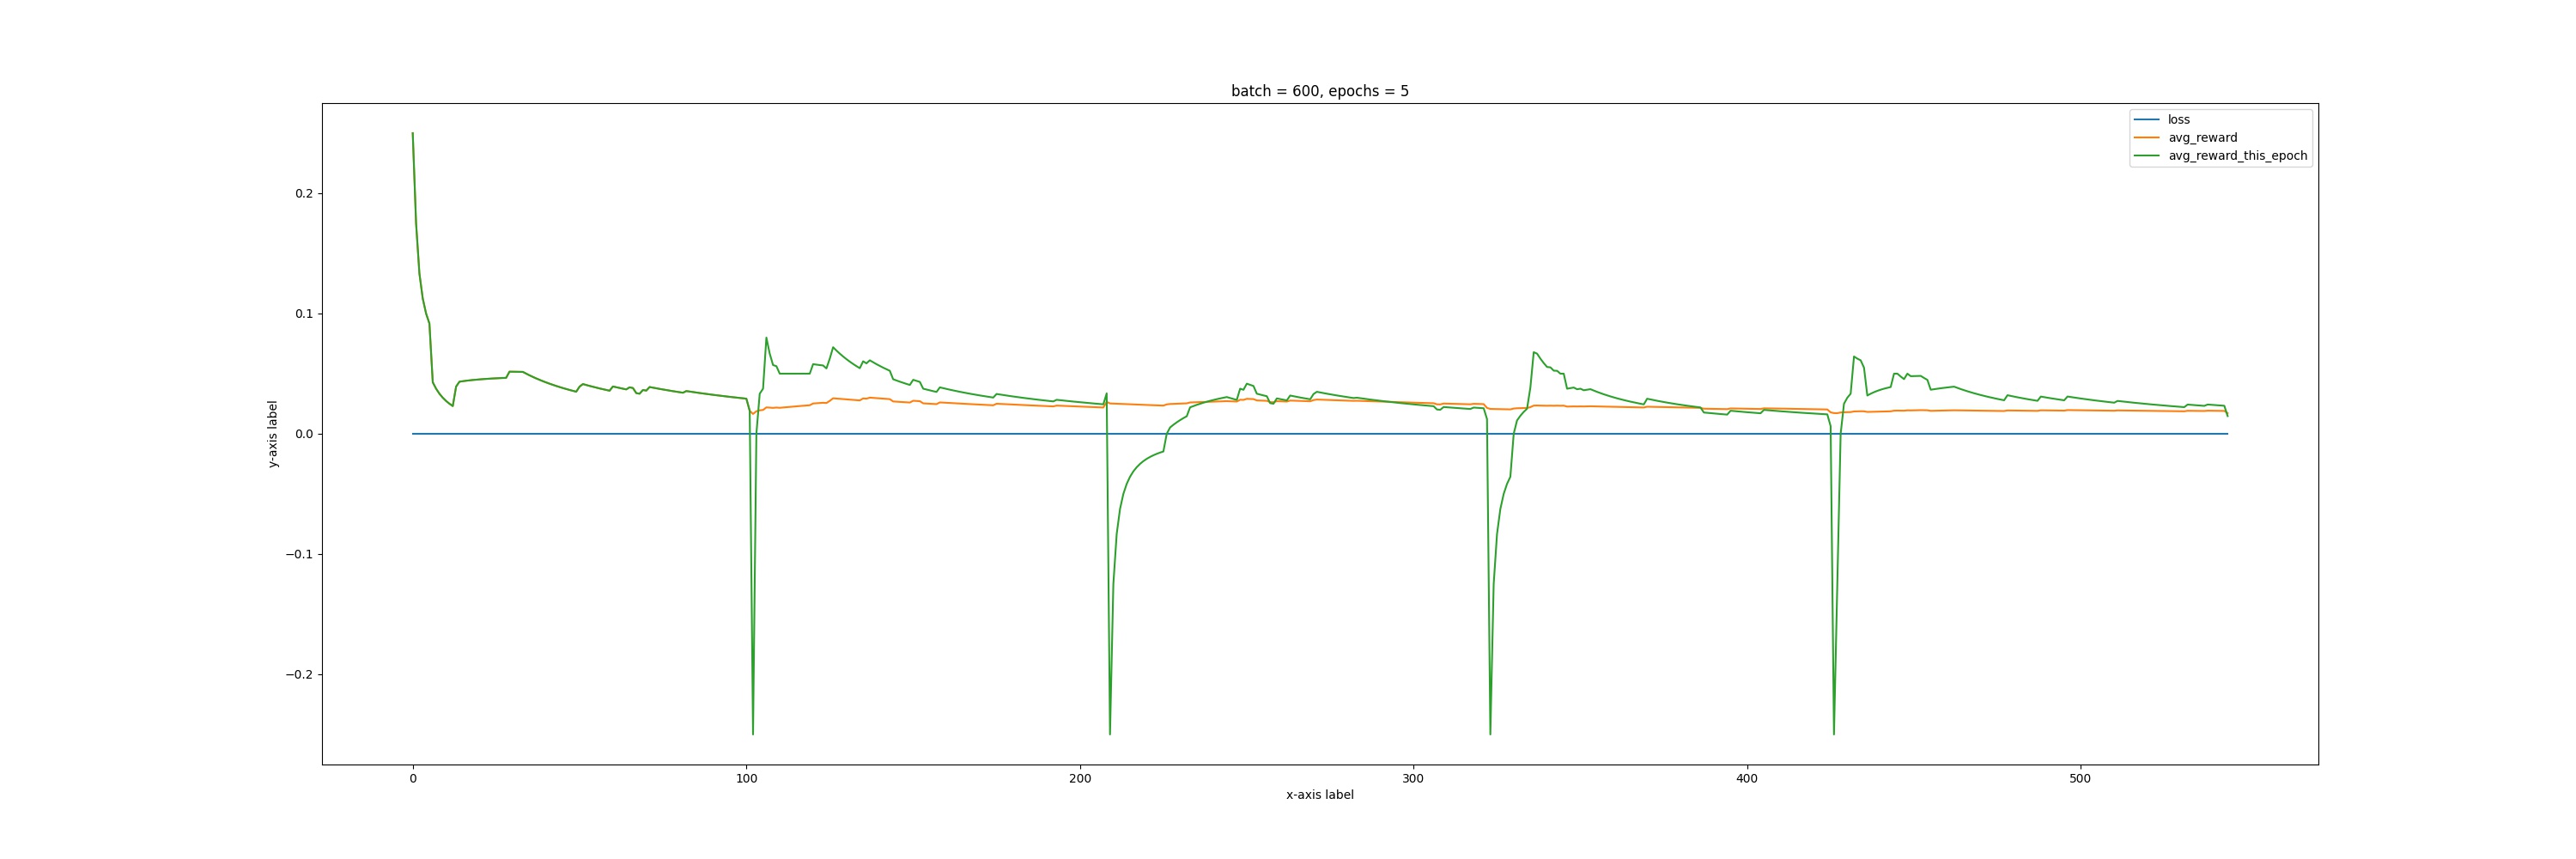 batch = 600, epochs = 5
loss
avg_reward
avg_reward_this_epoch
0.2
0.1
0.0
−0.1
−0.2
y-axis label
0 100 200 300 400 500
x-axis label